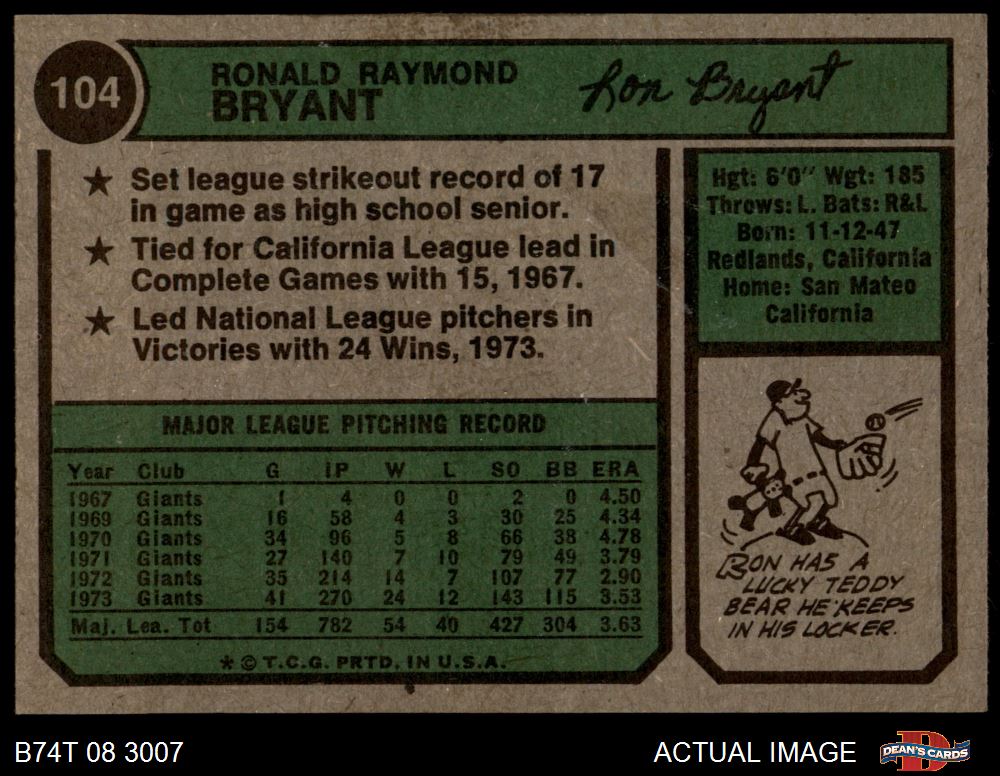 104
RONALD RAYMOND
BRYANT
Ron Bryant
★ Set league strikeout record of 17
in game as high school senior.
★ Tied for California League lead in
Complete Games with 15, 1967.
★ Led National League pitchers in
Victories with 24 Wins, 1973.
Hgt: 6'0" Wgt: 185
Throws: L. Bats: R&L
Born: 11-12-47
Redlands, California
Home: San Mateo
California
MAJOR LEAGUE PITCHING RECORD
Year Club G IP W L SO BB ERA
1967 Giants 1 4 0 0 2 0 4.50
1969 Giants 16 58 4 3 30 25 4.34
1970 Giants 34 96 5 8 66 38 4.78
1971 Giants 27 140 7 10 79 49 3.79
1972 Giants 35 214 14 7 107 77 2.90
1973 Giants 41 270 24 12 143 115 3.53
Maj. Lea. Tot 154 782 54 40 427 304 3.63
* © T.C.G. PRTD. IN U.S.A.
RON HAS A
LUCKY TEDDY
BEAR HE KEEPS
IN HIS LOCKER.
B74T 08 3007
ACTUAL IMAGE
DEAN'S CARDS